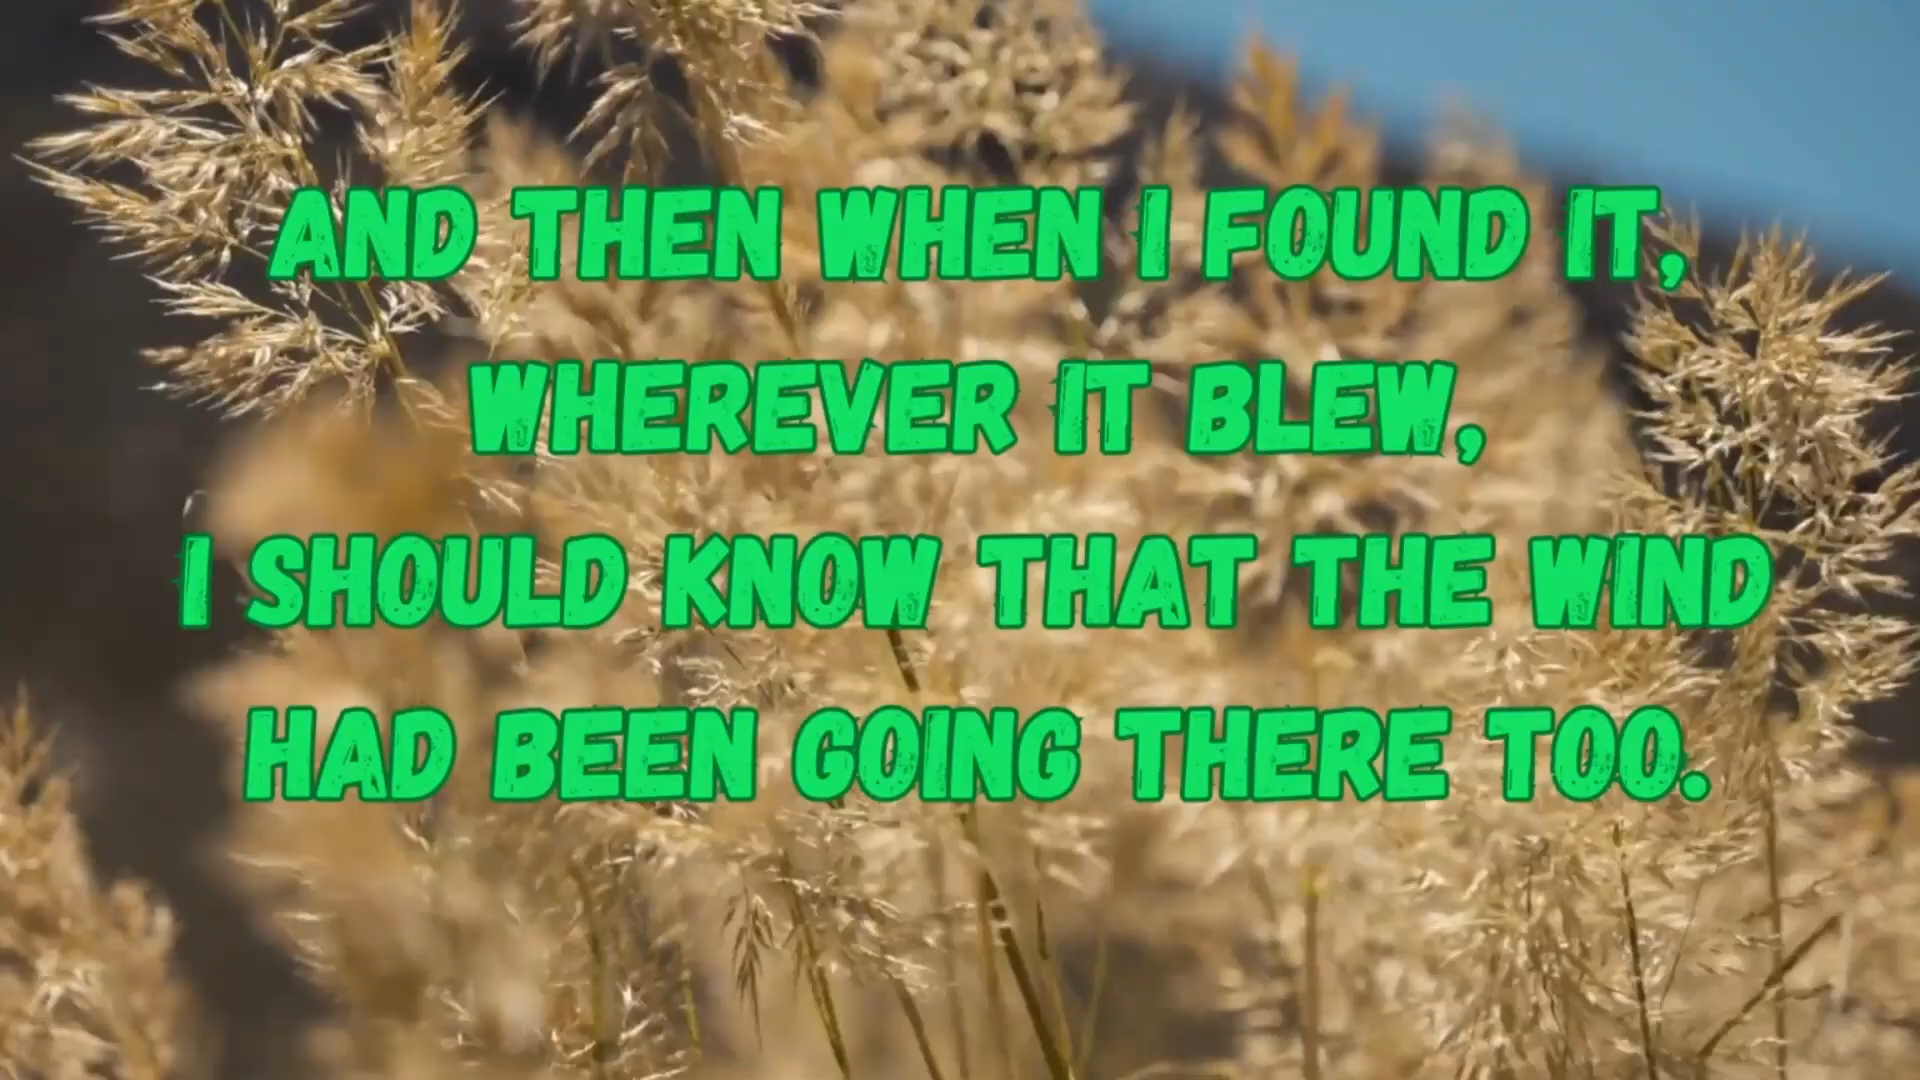 AND THEN WHEN I FOUND IT,
WHEREVER IT BLEW,
I SHOULD KNOW THAT THE WIND
HAD BEEN GOING THERE TOO.